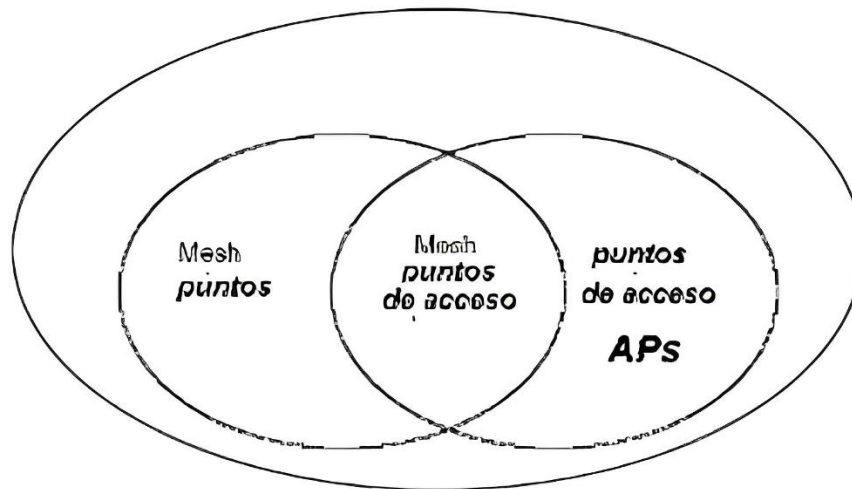 Mesh
puntos
Mesh
puntos
de acceso
puntos
de acceso
APs